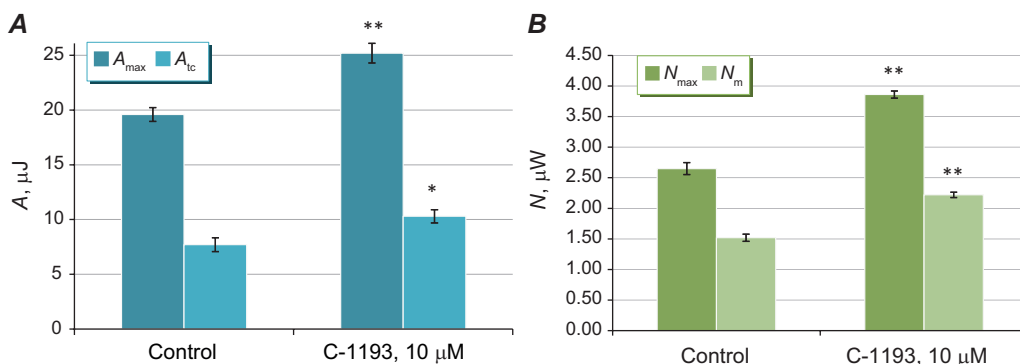 A
A_max A_tc
**
*
25
20
15
10
5
0
A, μJ
Control
C-1193, 10 μM
B
N_max N_m
**
**
4.50
4.00
3.50
3.00
2.50
2.00
1.50
1.00
0.50
0.00
N, μW
Control
C-1193, 10 μM